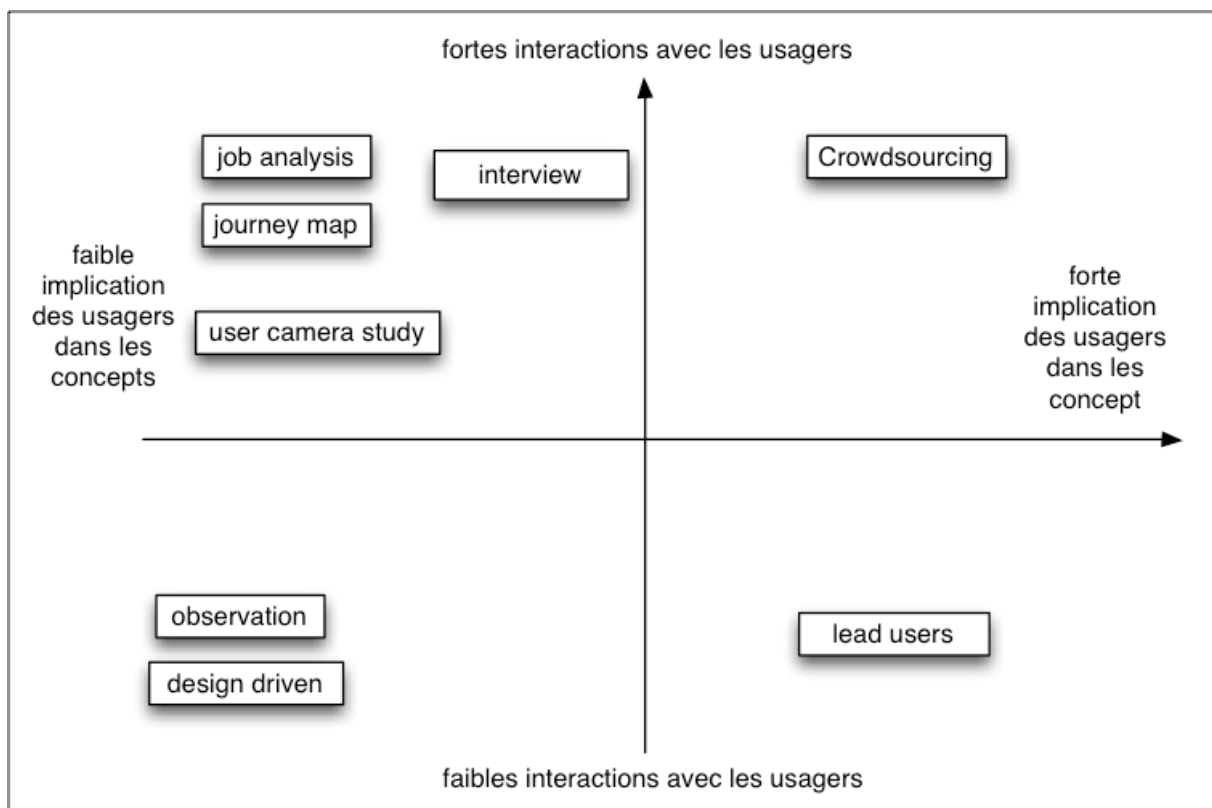 fortes interactions avec les usagers
job analysis
interview
Crowdsourcing
journey map
faible
implication
des usagers
dans les
concepts
forte
implication
des usagers
dans les
concept
user camera study
observation
lead users
design driven
faibles interactions avec les usagers